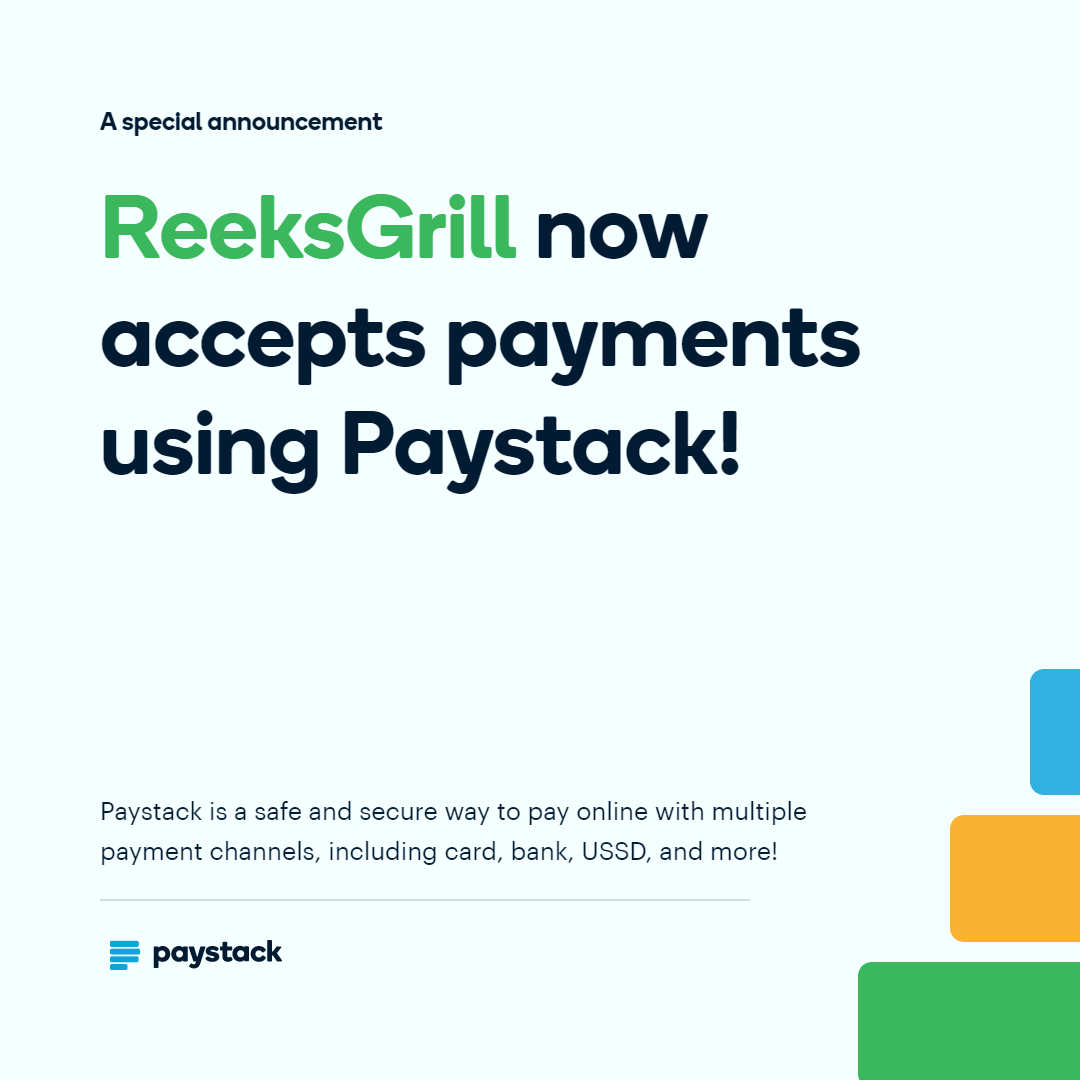 A special announcement
ReeksGrill now
accepts payments
using Paystack!
Paystack is a safe and secure way to pay online with multiple
payment channels, including card, bank, USSD, and more!
paystack